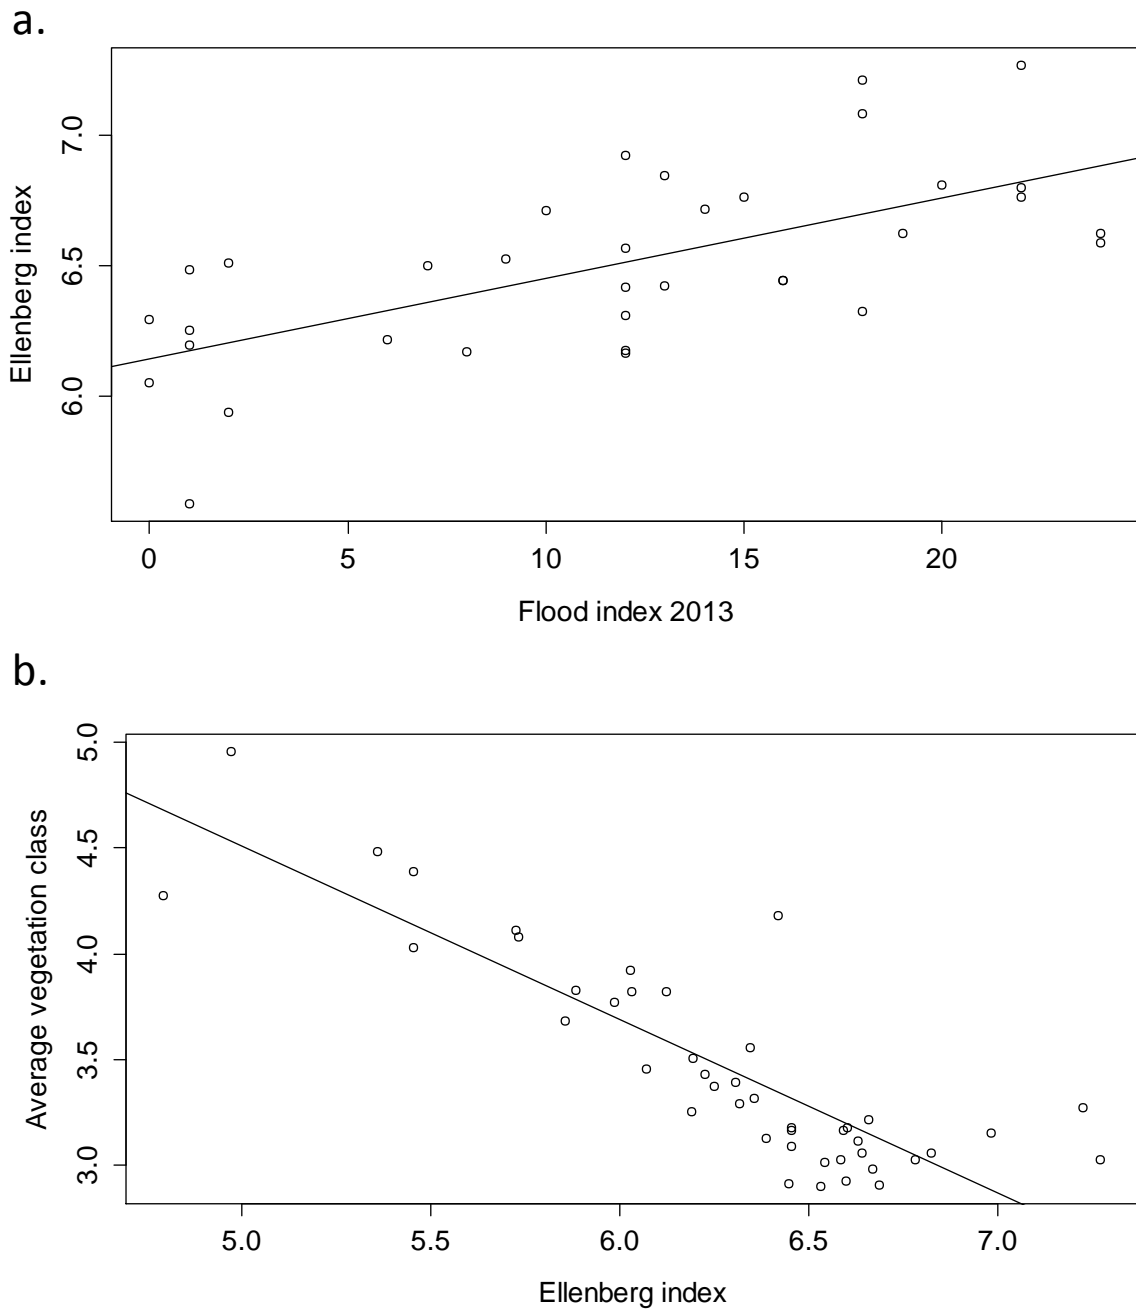 a.
Ellenberg index
7.0
6.5
6.0
0 5 10 15 20
Flood index 2013
b.
Average vegetation class
5.0
4.5
4.0
3.5
3.0
5.0 5.5 6.0 6.5 7.0
Ellenberg index